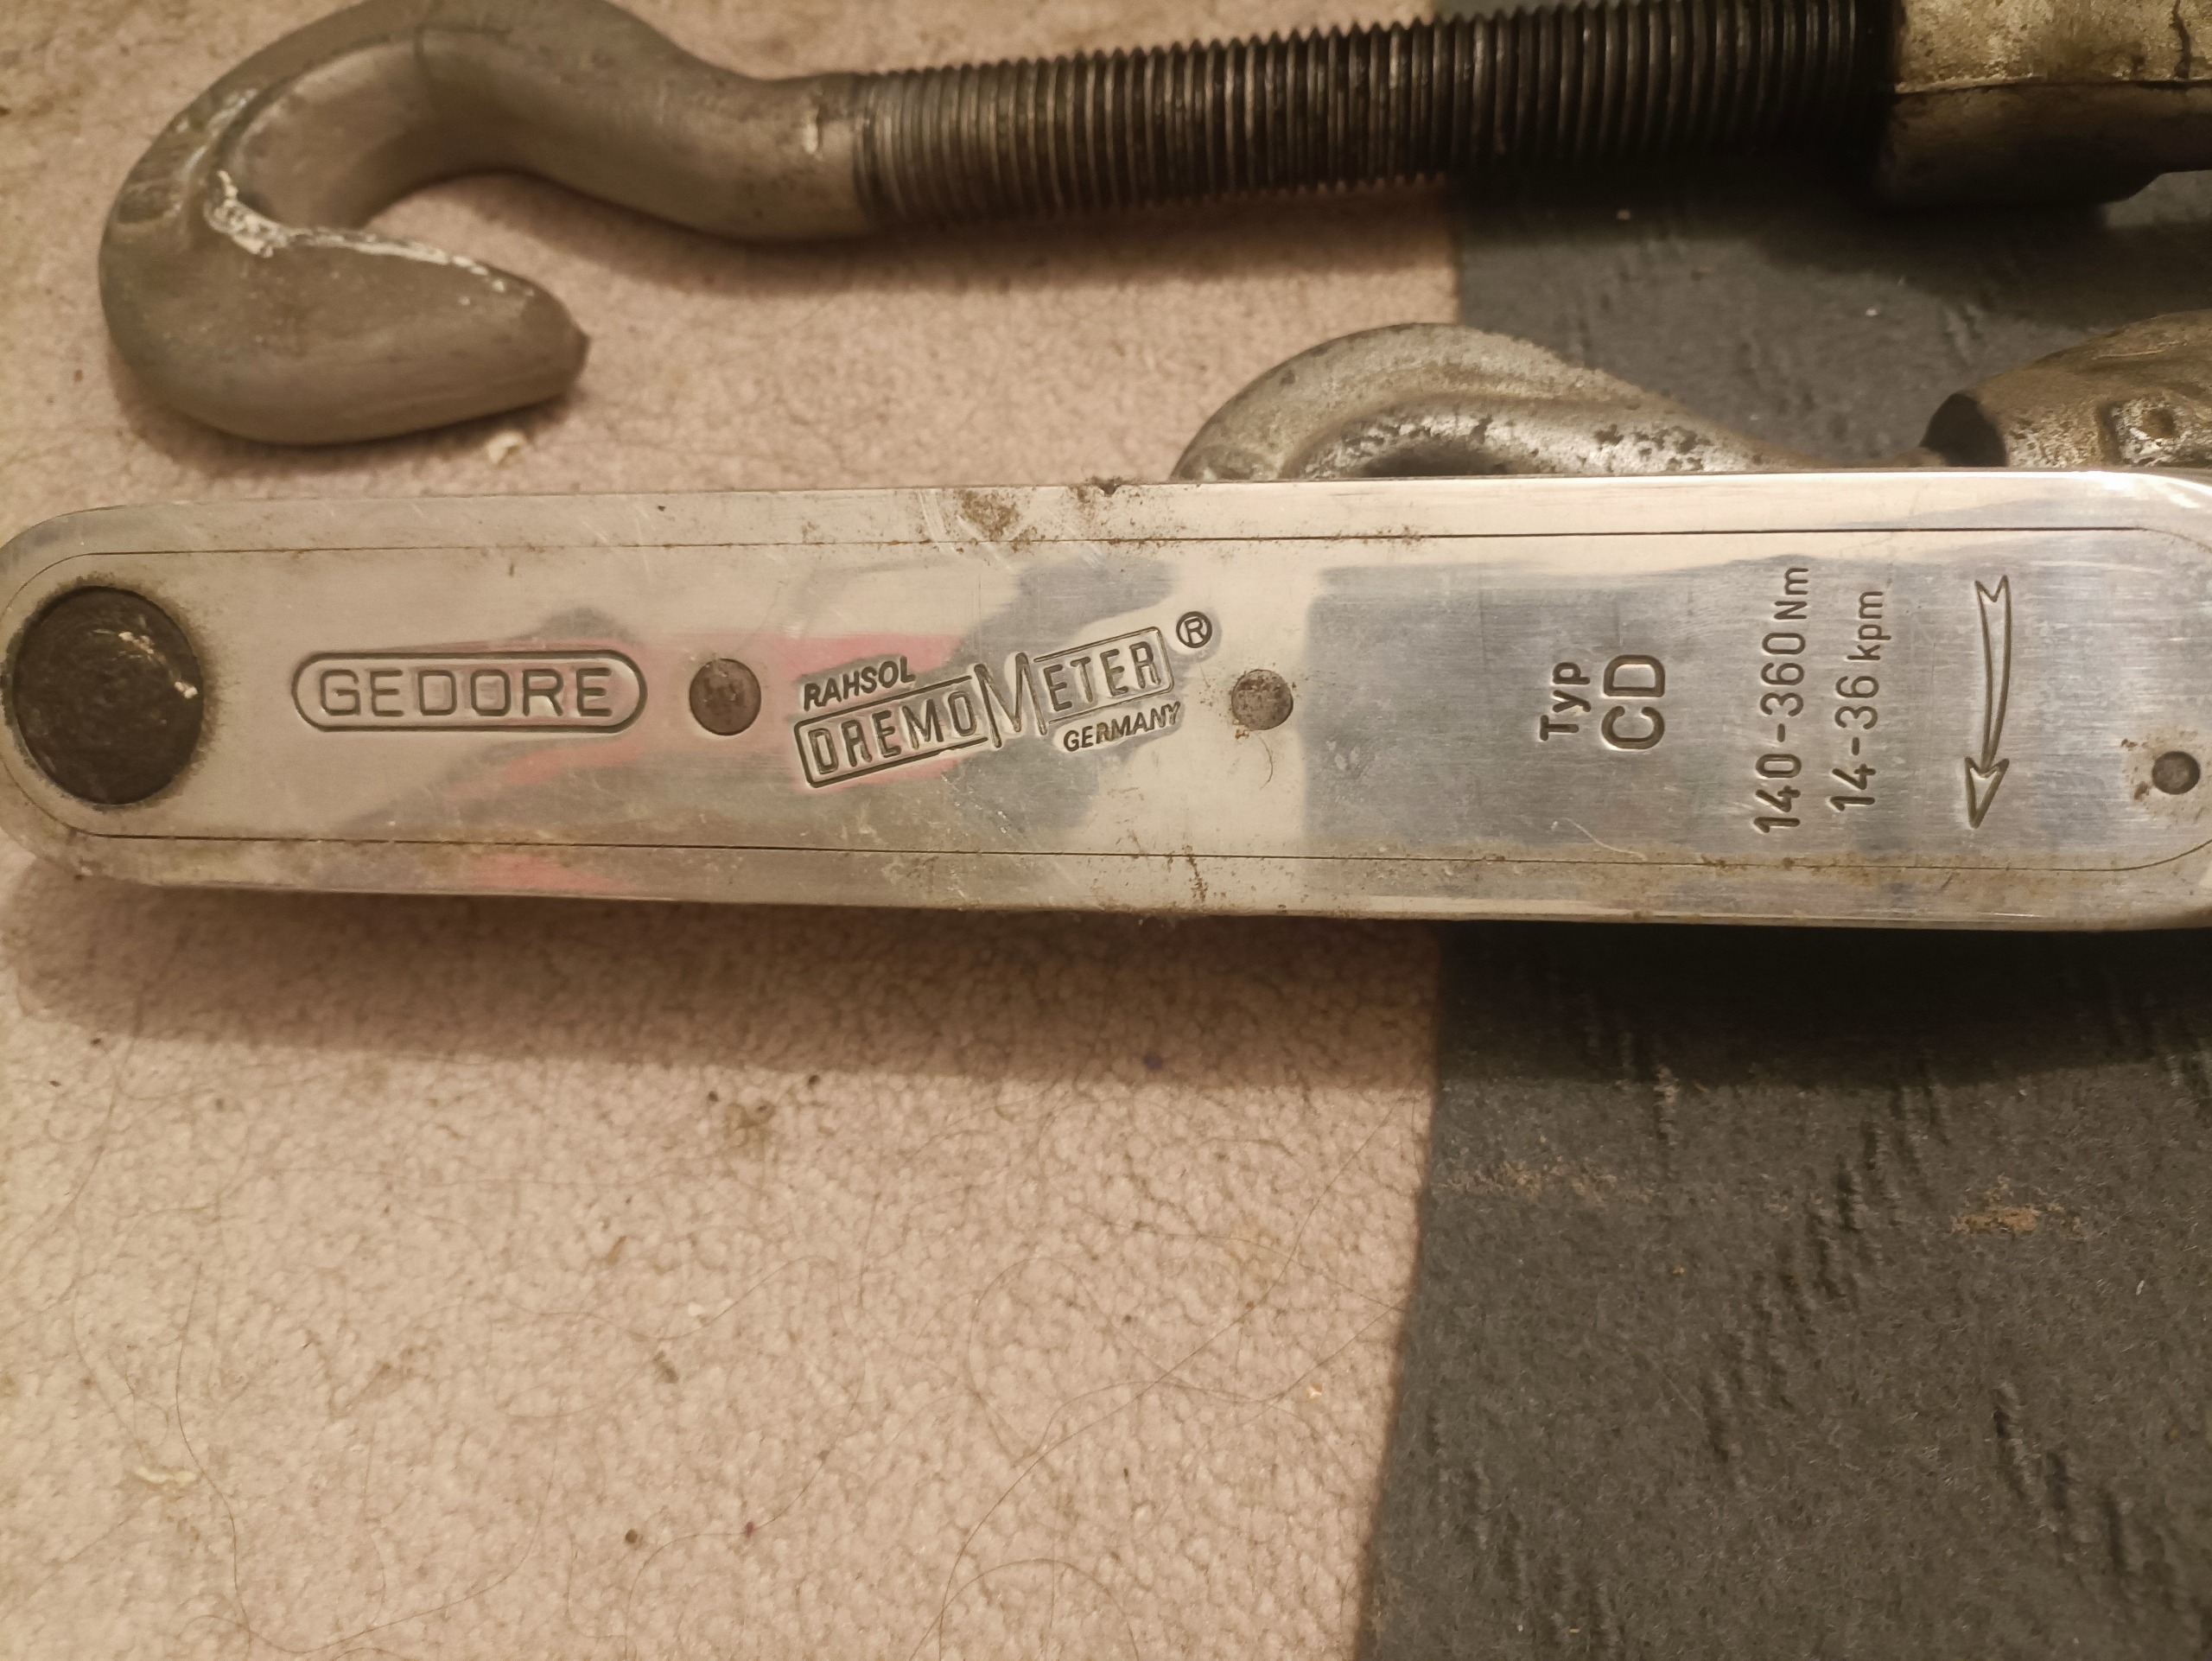 GEDORE
RAHSOL
DREMOMETER ®
GERMANY
Typ
CD
140-360 Nm
14-36 kpm